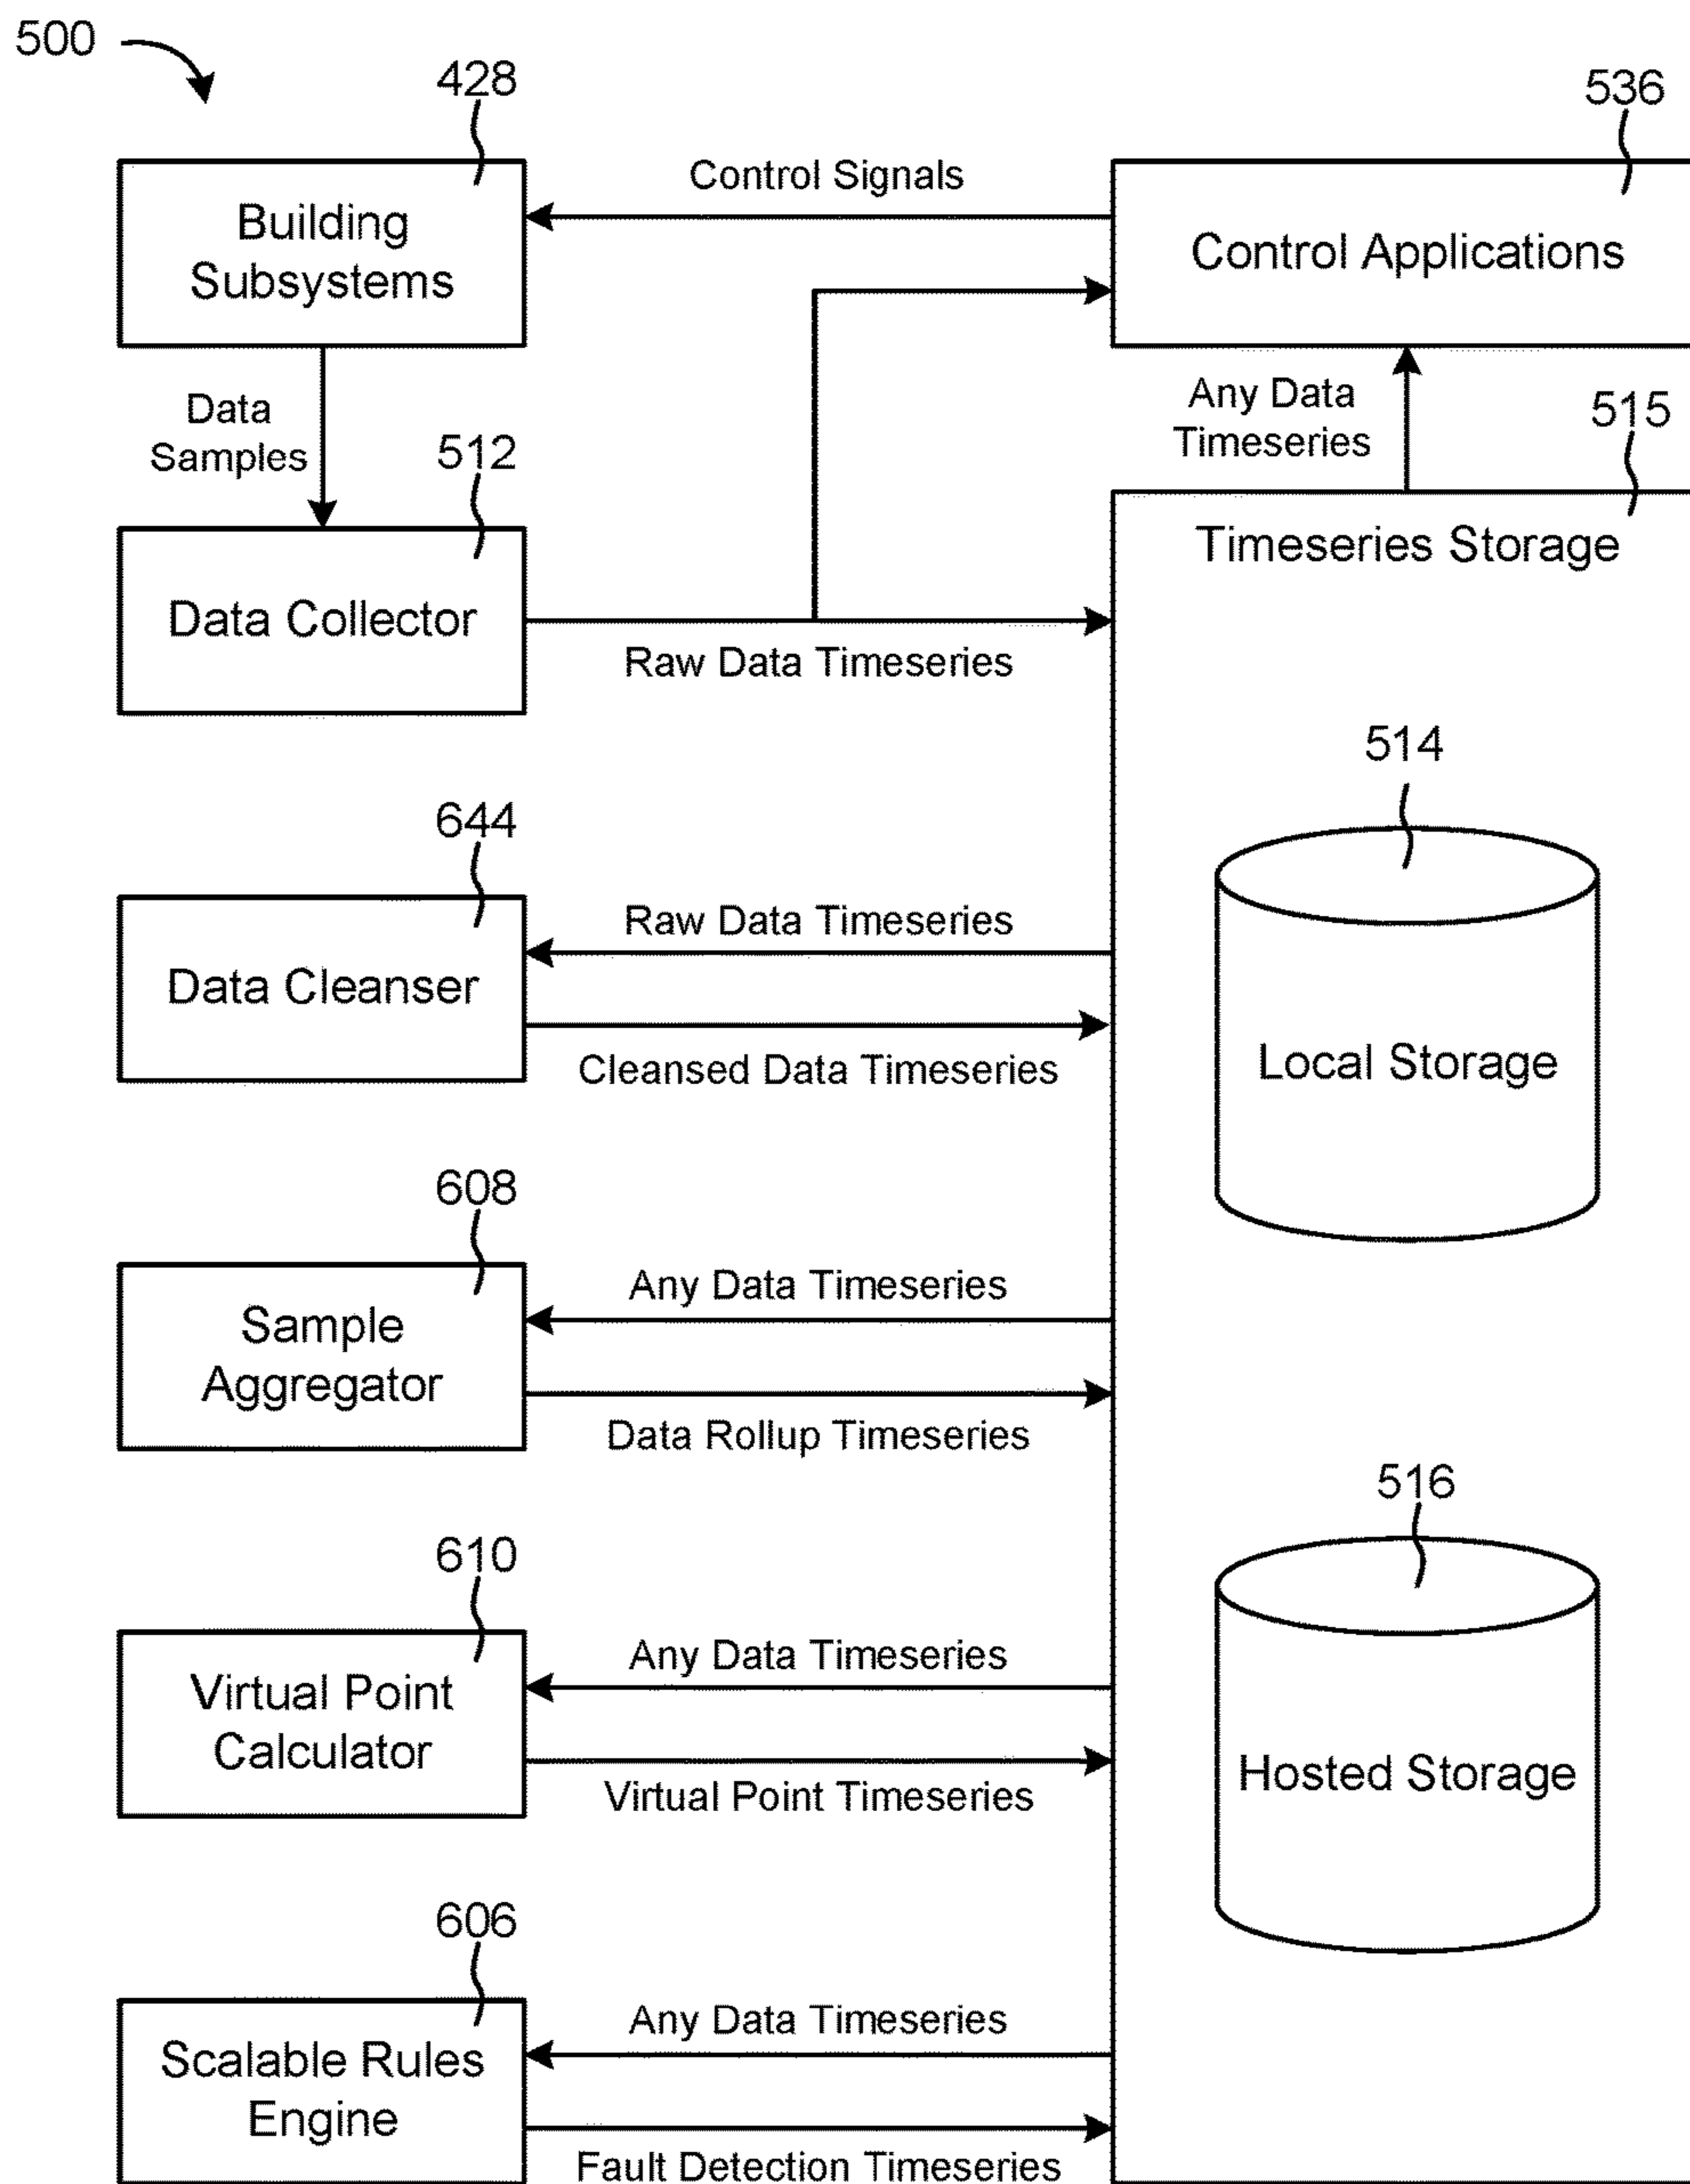 500
428
536
Control Signals
Building
Subsystems
Control Applications
Data
Samples
Any Data
Timeseries
515
512
Timeseries Storage
Data Collector
Raw Data Timeseries
514
644
Raw Data Timeseries
Data Cleanser
Cleansed Data Timeseries
Local Storage
608
Any Data Timeseries
Sample
Aggregator
Data Rollup Timeseries
516
610
Any Data Timeseries
Virtual Point
Calculator
Virtual Point Timeseries
Hosted Storage
606
Any Data Timeseries
Scalable Rules
Engine
Fault Detection Timeseries